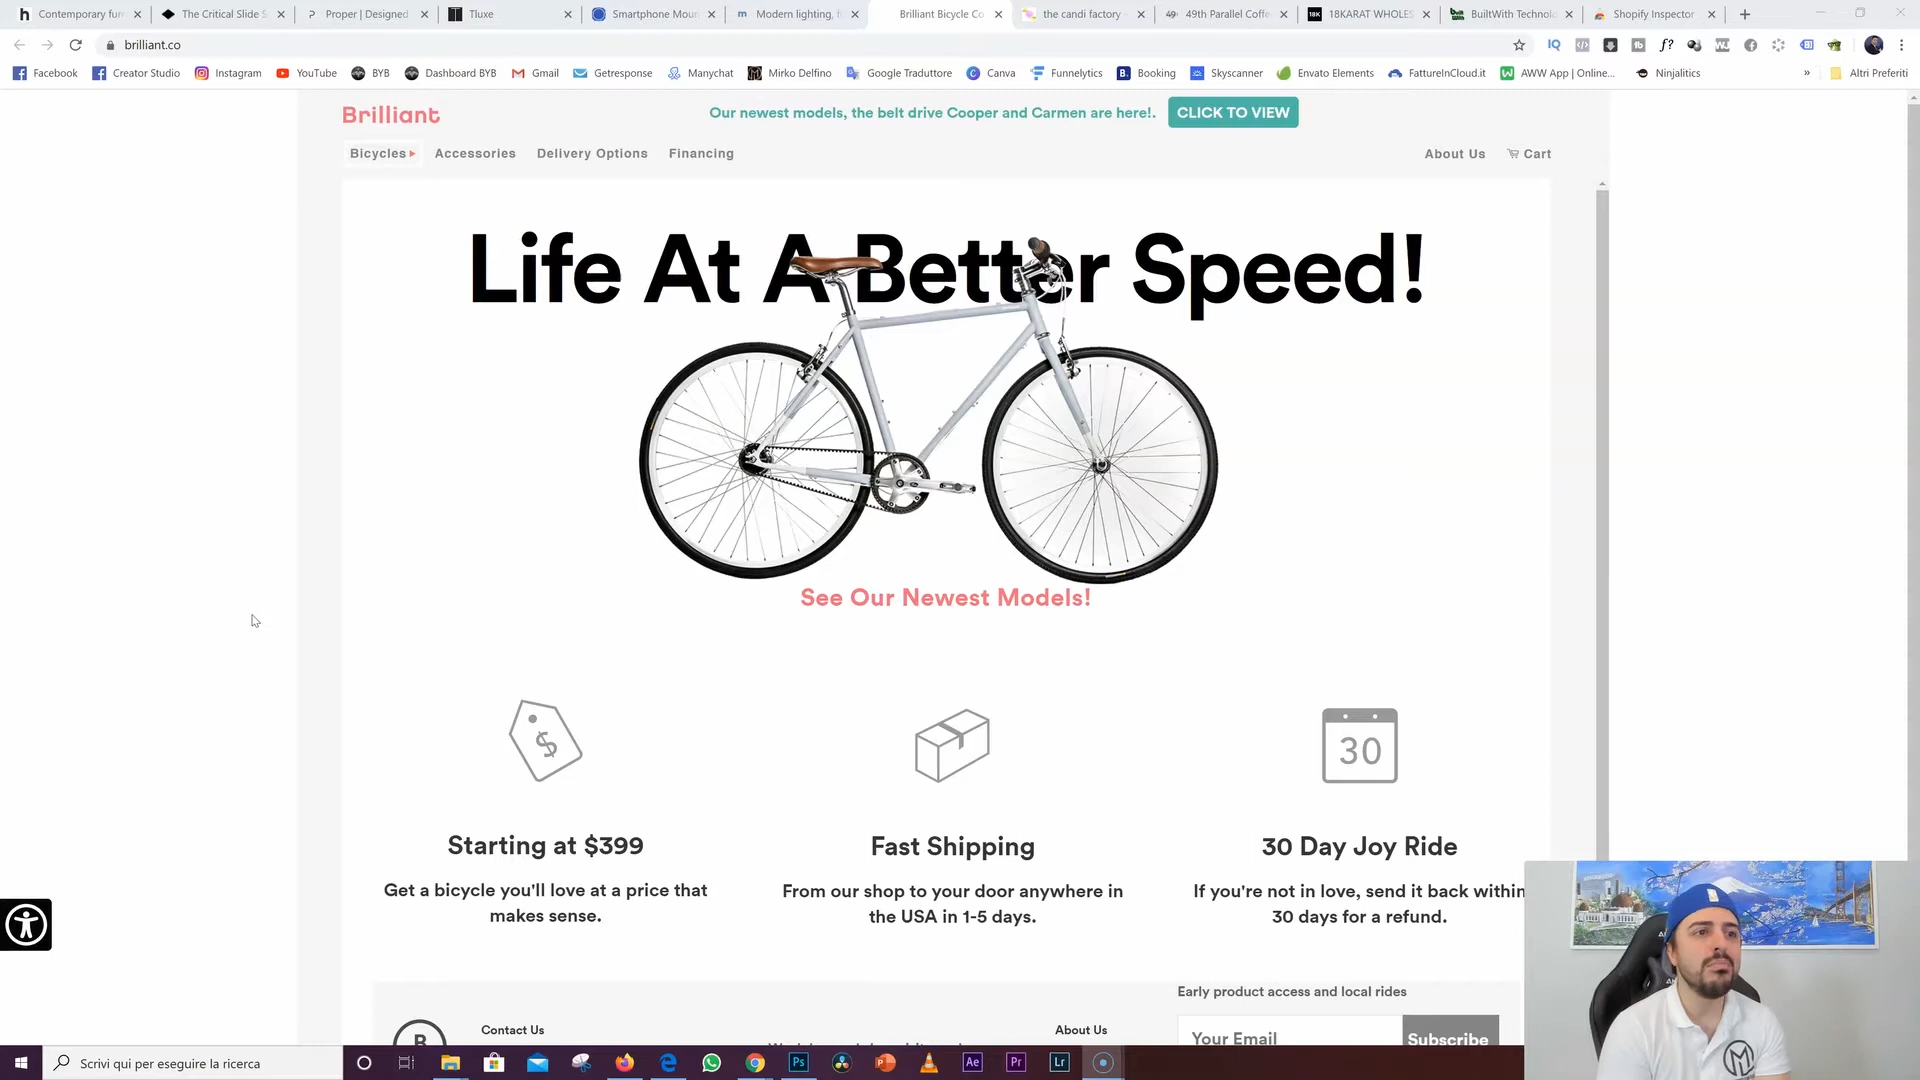 Contemporary furn
The Critical Slide S
Proper | Designed
Tluxe
Smartphone Moun
Modern lighting, f
Brilliant Bicycle Co
the candi factory -
49th Parallel Coffe
18KARAT WHOLES
BuiltWith Technolo
Shopify Inspector
brilliant.co
Facebook
Creator Studio
Instagram
YouTube
BYB
Dashboard BYB
Gmail
Getresponse
Manychat
Mirko Delfino
Google Traduttore
Canva
Funnelytics
Booking
Skyscanner
Envato Elements
FattureInCloud.it
AWW App | Online...
Ninjalitics
»
Altri Preferiti
Brilliant
Our newest models, the belt drive Cooper and Carmen are here!.
CLICK TO VIEW
Bicycles
Accessories
Delivery Options
Financing
About Us
Cart
Life At A Better Speed!
See Our Newest Models!
$
30
Starting at $399
Get a bicycle you'll love at a price that
makes sense.
Fast Shipping
From our shop to your door anywhere in
the USA in 1-5 days.
30 Day Joy Ride
If you're not in love, send it back within
30 days for a refund.
Early product access and local rides
Contact Us
About Us
Your Email
Subscribe
Scrivi qui per eseguire la ricerca
Ps
Ae
Pr
Lr